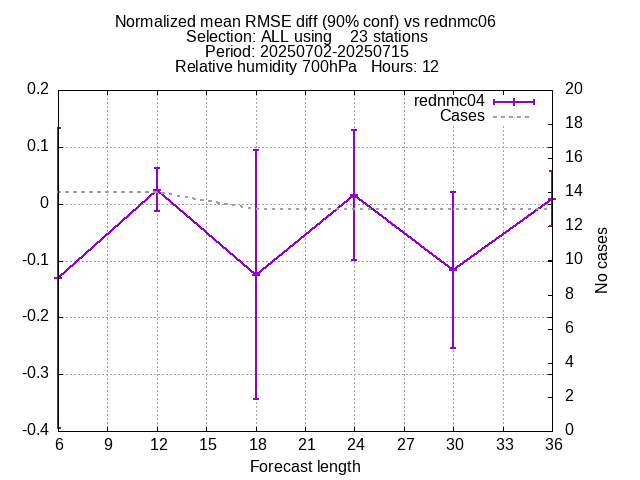 Normalized mean RMSE diff (90% conf) vs rednmc06
Selection: ALL using    23 stations
Period: 20250702-20250715
Relative humidity 700hPa   Hours: 12
rednmc04
Cases
0.2
0.1
0
-0.1
-0.2
-0.3
-0.4
20
18
16
14
12
10
8
6
4
2
0
No cases
6 9 12 15 18 21 24 27 30 33 36
Forecast length